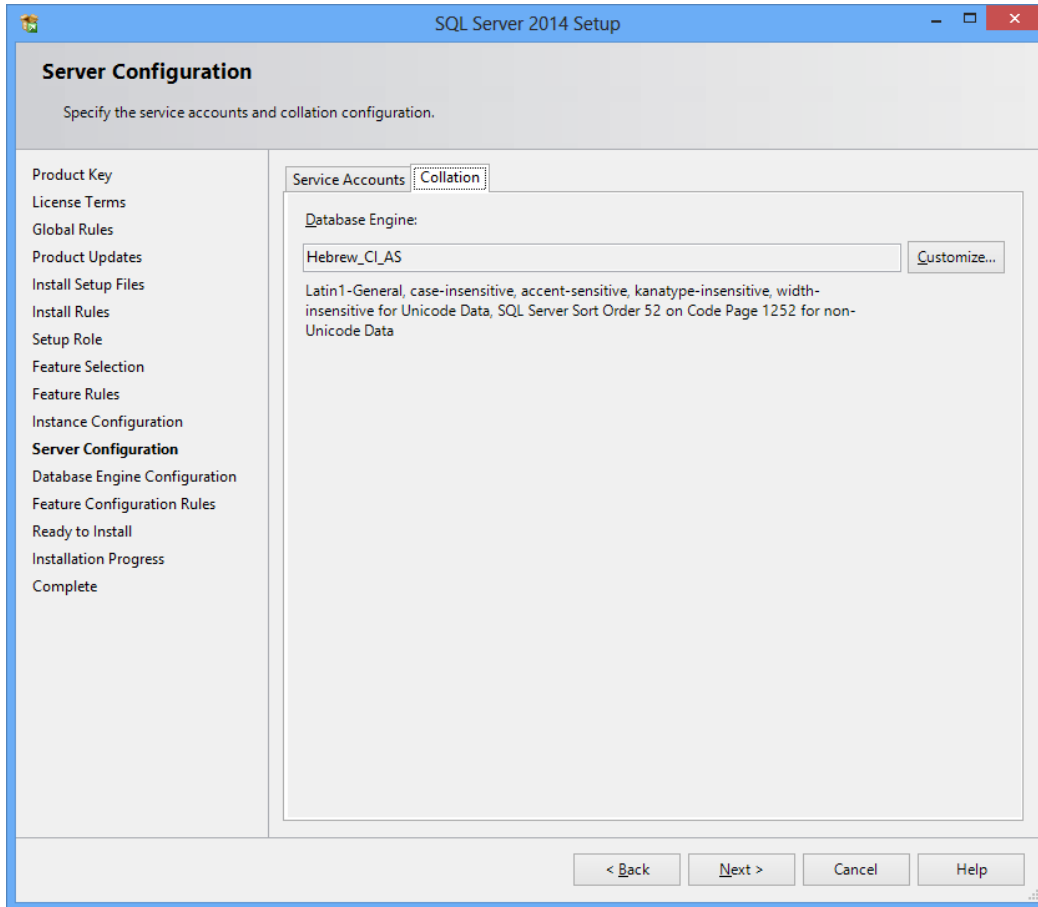 SQL Server 2014 Setup
Server Configuration
Specify the service accounts and collation configuration.
Product Key
License Terms
Global Rules
Product Updates
Install Setup Files
Install Rules
Setup Role
Feature Selection
Feature Rules
Instance Configuration
Server Configuration
Database Engine Configuration
Feature Configuration Rules
Ready to Install
Installation Progress
Complete
Service Accounts Collation
Database Engine:
Hebrew_CI_AS Customize...
Latin1-General, case-insensitive, accent-sensitive, kanatype-insensitive, width-
insensitive for Unicode Data, SQL Server Sort Order 52 on Code Page 1252 for non-
Unicode Data
< Back Next > Cancel Help